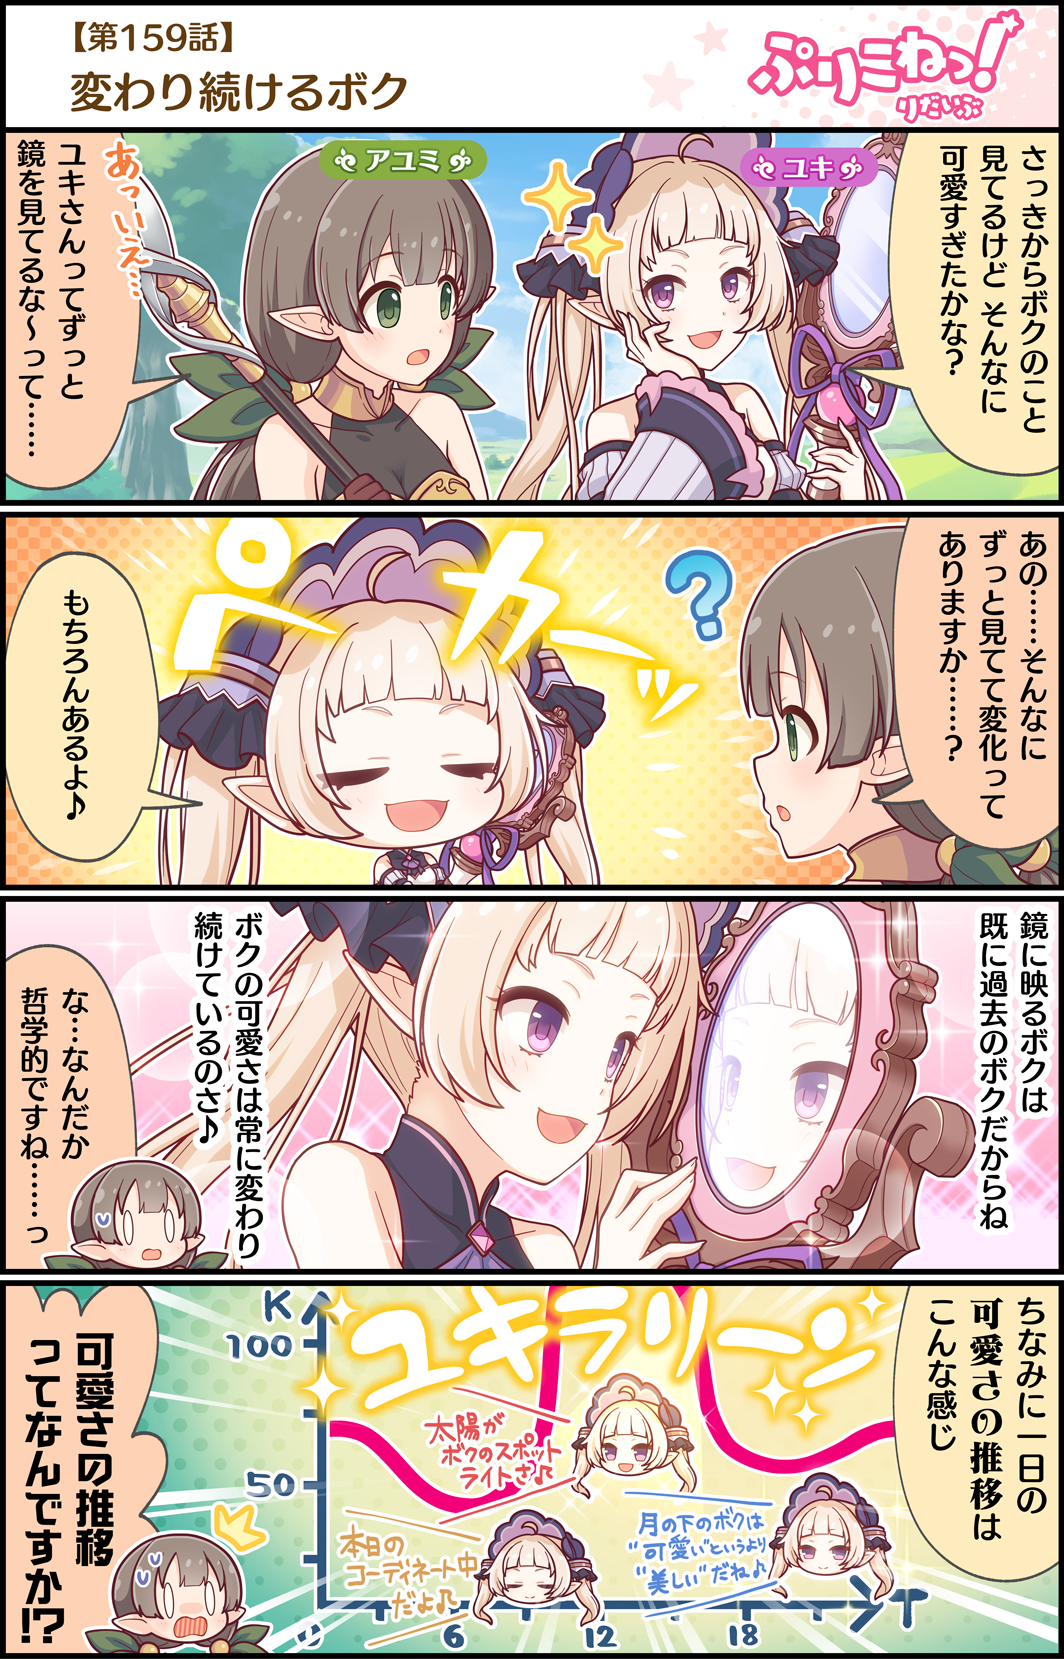 【第159話】
変わり続けるボク
ぷりこねっ!
りだいぶ
さっきからボクのこと
見てるけど そんなに
可愛すぎたかな？
ユキ
アユミ
あっ いえ…
ユキさんってずっと
鏡を見てるな〜って……
あの……そんなに
ずっと見てて変化って
ありますか……？
?
ペカーッ
もちろんあるよ♪
鏡に映るボクは
既に過去のボクだからね
ボクの可愛さは常に変わり
続けているのさ♪
な…なんだか
哲学的ですね……っ
ちなみに一日の
可愛さの推移は
こんな感じ
ユキラリーン
K
100
50
0
6
12
18
T
太陽が
ボクのスポット
ライトさ♪
本日の
コーディネート中
だよ♪
月の下のボクは
“可愛い”というより
“美しい”だね♪
可愛さの推移
ってなんですか!?